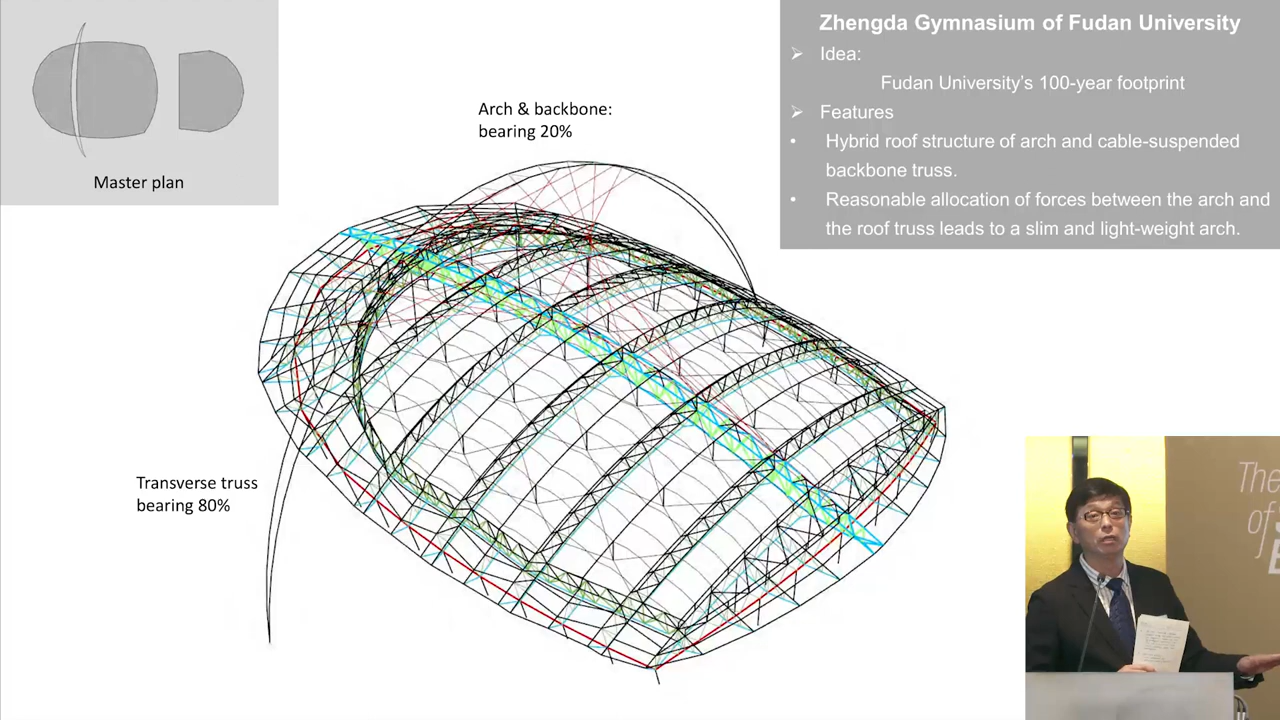 Zhengda Gymnasium of Fudan University
➢ Idea:
Fudan University's 100-year footprint
➢ Features
• Hybrid roof structure of arch and cable-suspended
backbone truss.
• Reasonable allocation of forces between the arch and
the roof truss leads to a slim and light-weight arch.
Master plan
Arch & backbone:
bearing 20%
Transverse truss
bearing 80%
The
of